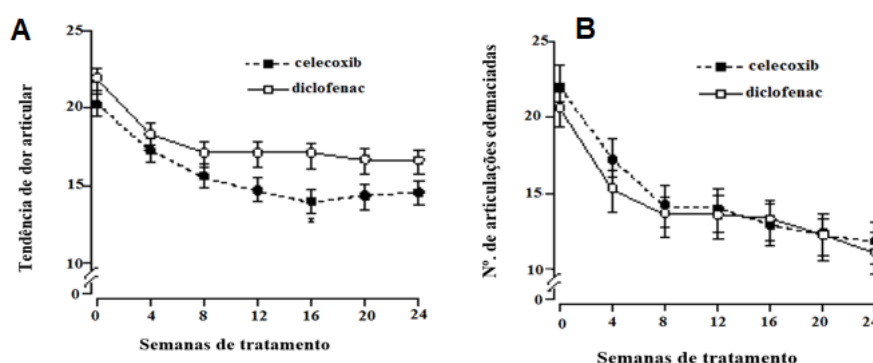 A
Tendência de dor articular
25
20
15
10
0
celecoxib
diclofenac
*
0 4 8 12 16 20 24
Semanas de tratamento
B
Nº. de articulações edemaciadas
25
20
15
10
0
celecoxib
diclofenac
0 4 8 12 16 20 24
Semanas de tratamento